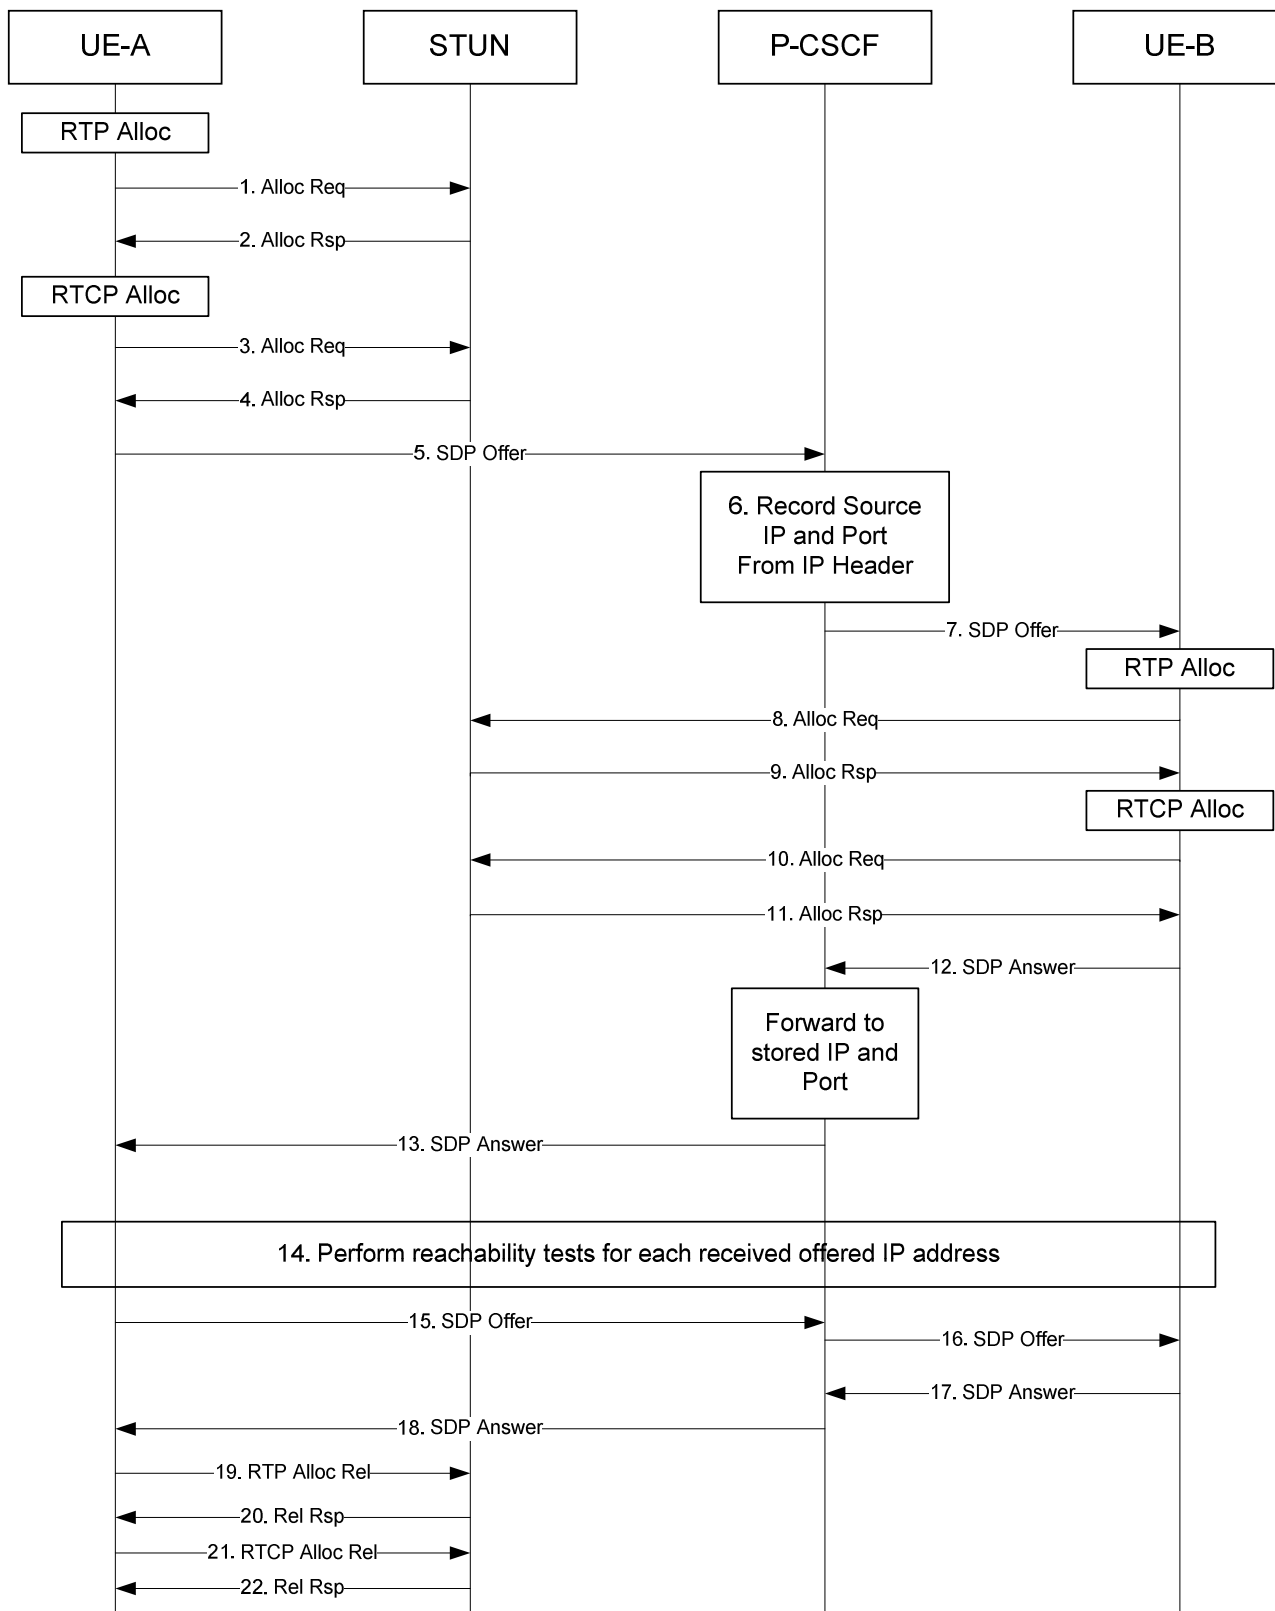 UE-A
STUN
P-CSCF
UE-B
RTP Alloc
1. Alloc Req
2. Alloc Rsp
RTCP Alloc
3. Alloc Req
4. Alloc Rsp
5. SDP Offer
6. Record Source
IP and Port
From IP Header
7. SDP Offer
RTP Alloc
8. Alloc Req
9. Alloc Rsp
RTCP Alloc
10. Alloc Req
11. Alloc Rsp
12. SDP Answer
Forward to
stored IP and
Port
13. SDP Answer
14. Perform reachability tests for each received offered IP address
15. SDP Offer
16. SDP Offer
17. SDP Answer
18. SDP Answer
19. RTP Alloc Rel
20. Rel Rsp
21. RTCP Alloc Rel
22. Rel Rsp